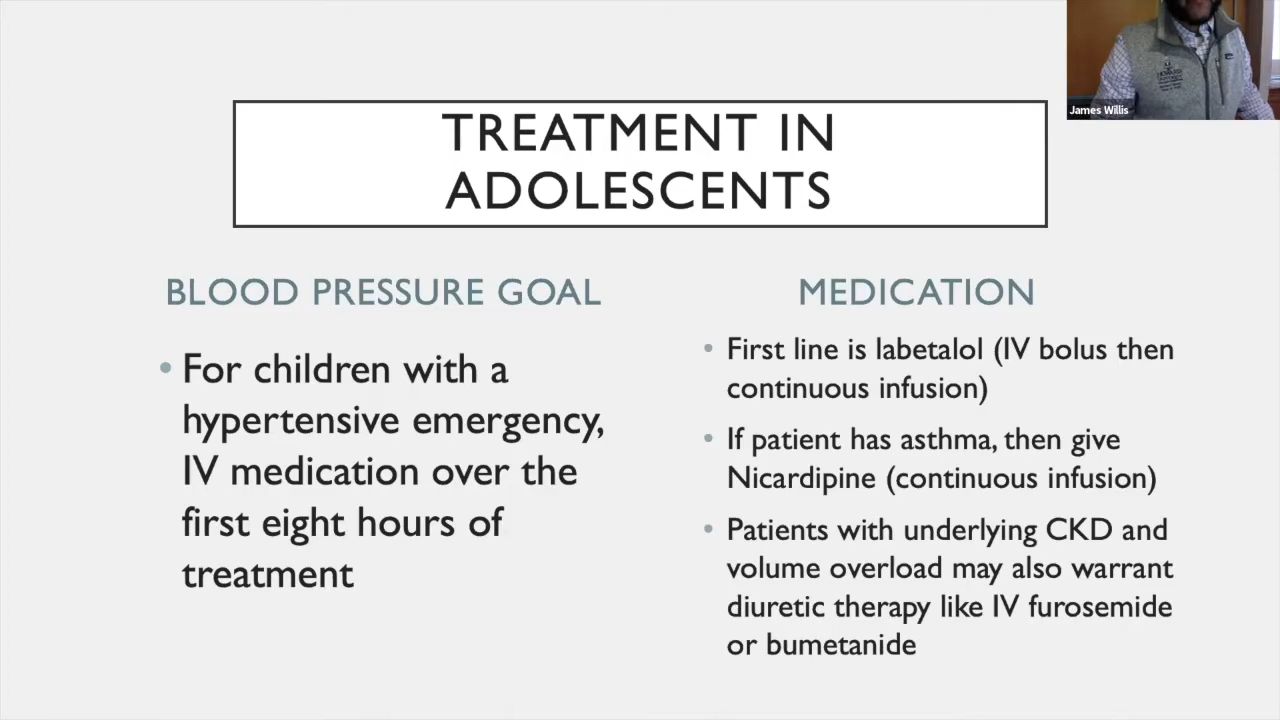 James Willis
TREATMENT IN
ADOLESCENTS
BLOOD PRESSURE GOAL
• For children with a
hypertensive emergency,
IV medication over the
first eight hours of
treatment
MEDICATION
• First line is labetalol (IV bolus then
continuous infusion)
• If patient has asthma, then give
Nicardipine (continuous infusion)
• Patients with underlying CKD and
volume overload may also warrant
diuretic therapy like IV furosemide
or bumetanide